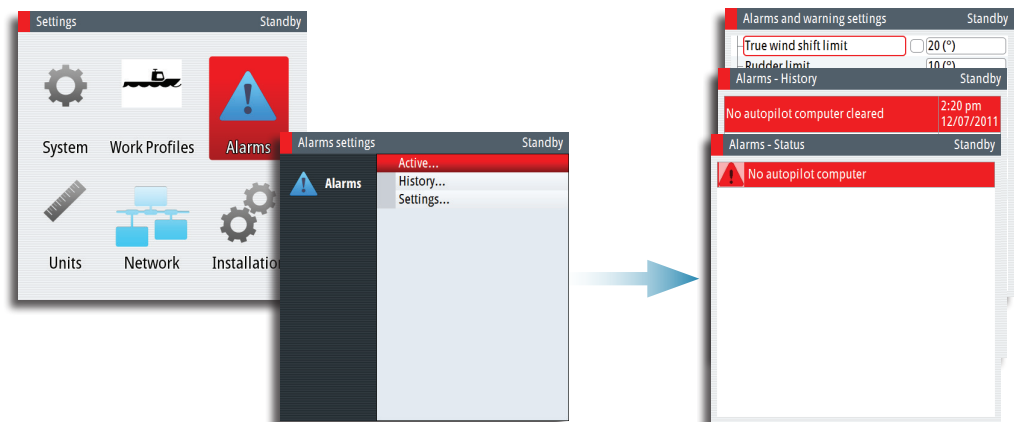 Settings Standby
System Work Profiles Alarms
Units Network Installatio
Alarms settings Standby
Alarms
Active...
History...
Settings...
Alarms and warning settings Standby
True wind shift limit 20 (°)
Rudder limit 10 (°)
Alarms - History Standby
No autopilot computer cleared 2:20 pm
12/07/2011
Alarms - Status Standby
No autopilot computer